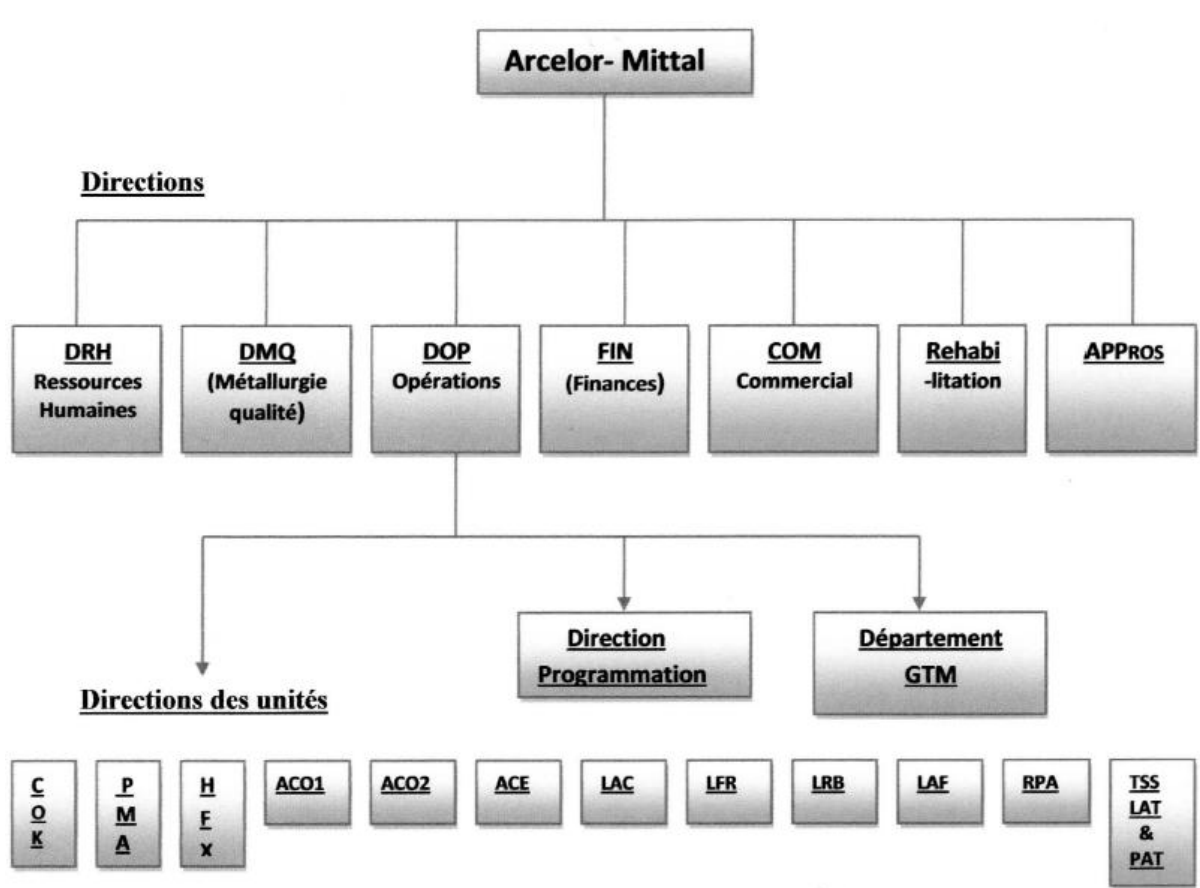 Arcelor- Mittal
Directions
DRH
Ressources
Humaines
DMQ
(Métallurgie
qualité)
DOP
Opérations
FIN
(Finances)
COM
Commercial
Rehabi
-litation
APPROS
Direction
Programmation
Département
GTM
Directions des unités
C
O
K
P
M
A
H
F
x
ACO1
ACO2
ACE
LAC
LFR
LRB
LAF
RPA
TSS
LAT
&
PAT